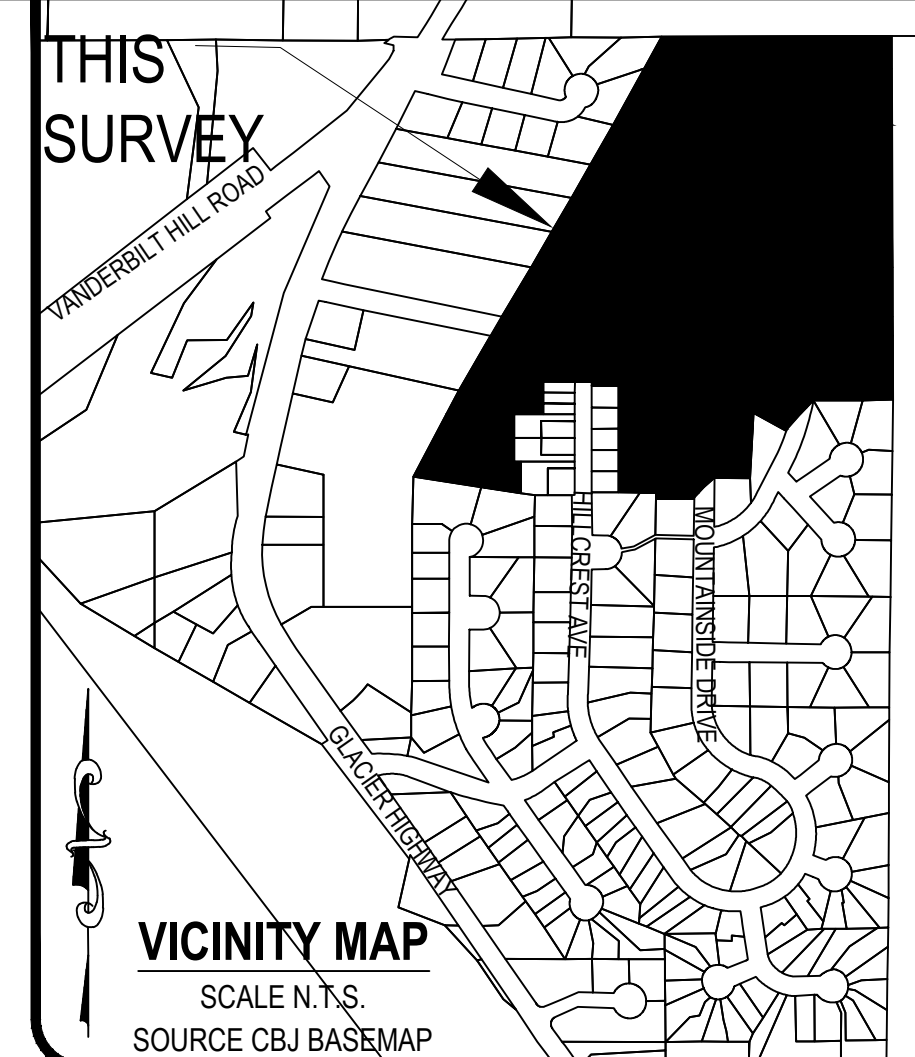 THIS
SURVEY
VANDERBILT HILL ROAD
HILLCREST AVE
MOUNTAINSIDE DRIVE
GLACIER HIGHWAY
VICINITY MAP
SCALE N.T.S.
SOURCE CBJ BASEMAP